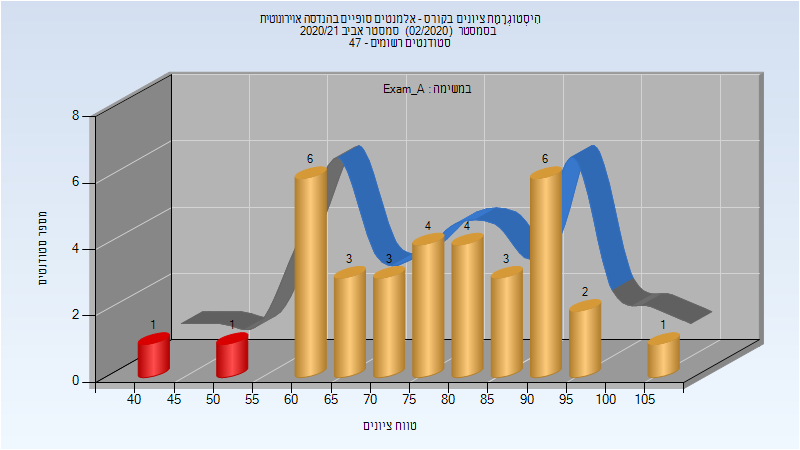 היסטוגרמת ציונים בקורס - אלמנטים סופיים בהנדסה אוירונוטית
בסמסטר (02/2020) סמסטר אביב 2020/21
סטודנטים רשומים - 47
במשימה : Exam_A
מספר סטודנטים
8
6
4
2
0
1
1
6
3
3
4
4
3
6
2
1
40 45 55 60 65 70 75 80 85 90 95 100 105
טווח ציונים